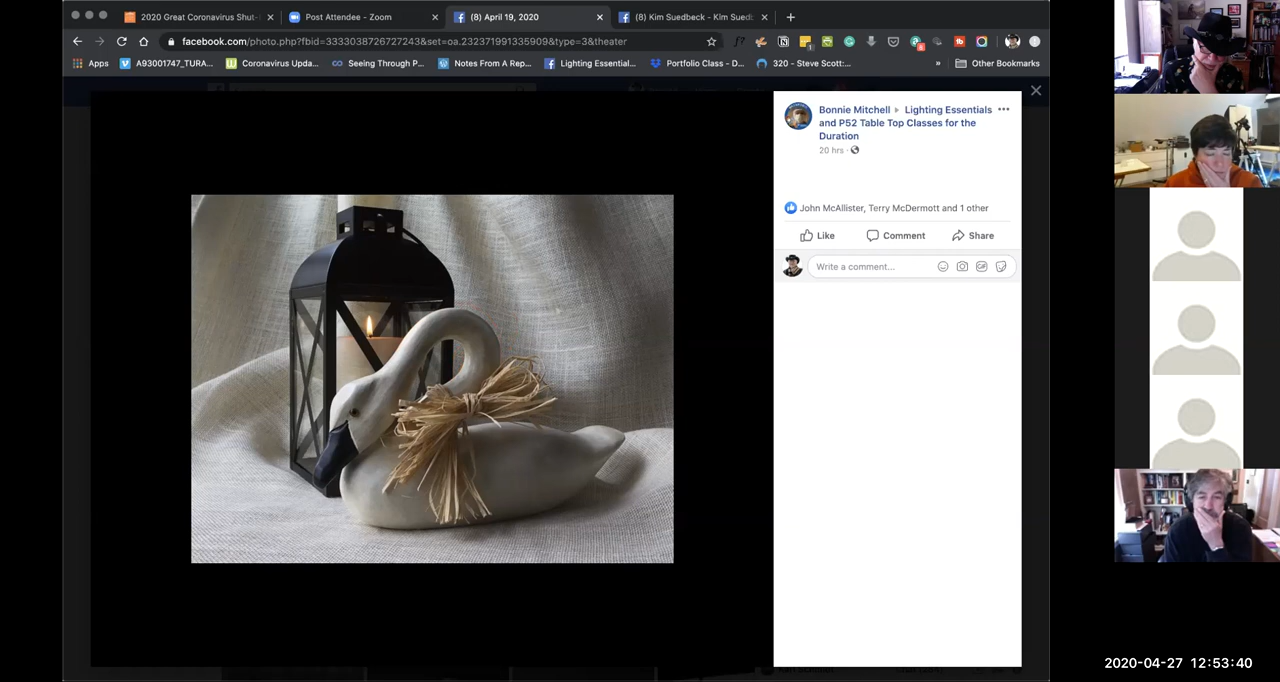 2020 Great Coronavirus Shut-
Post Attendee - Zoom
(8) April 19, 2020
(8) Kim Suedbeck - Kim Suedb
facebook.com/photo.php?fbid=3333038726727243&set=oa.232371991335909&type=3&theater
Apps
A93001747_TURA...
Coronavirus Upda...
Seeing Through P...
Notes From A Rep...
Lighting Essential...
Portfolio Class - D...
320 - Steve Scott:...
»
Other Bookmarks
Bonnie Mitchell ▸ Lighting Essentials
and P52 Table Top Classes for the
Duration
20 hrs ·
John McAllister, Terry McDermott and 1 other
Like
Comment
Share
Write a comment...
2020-04-27 12:53:40